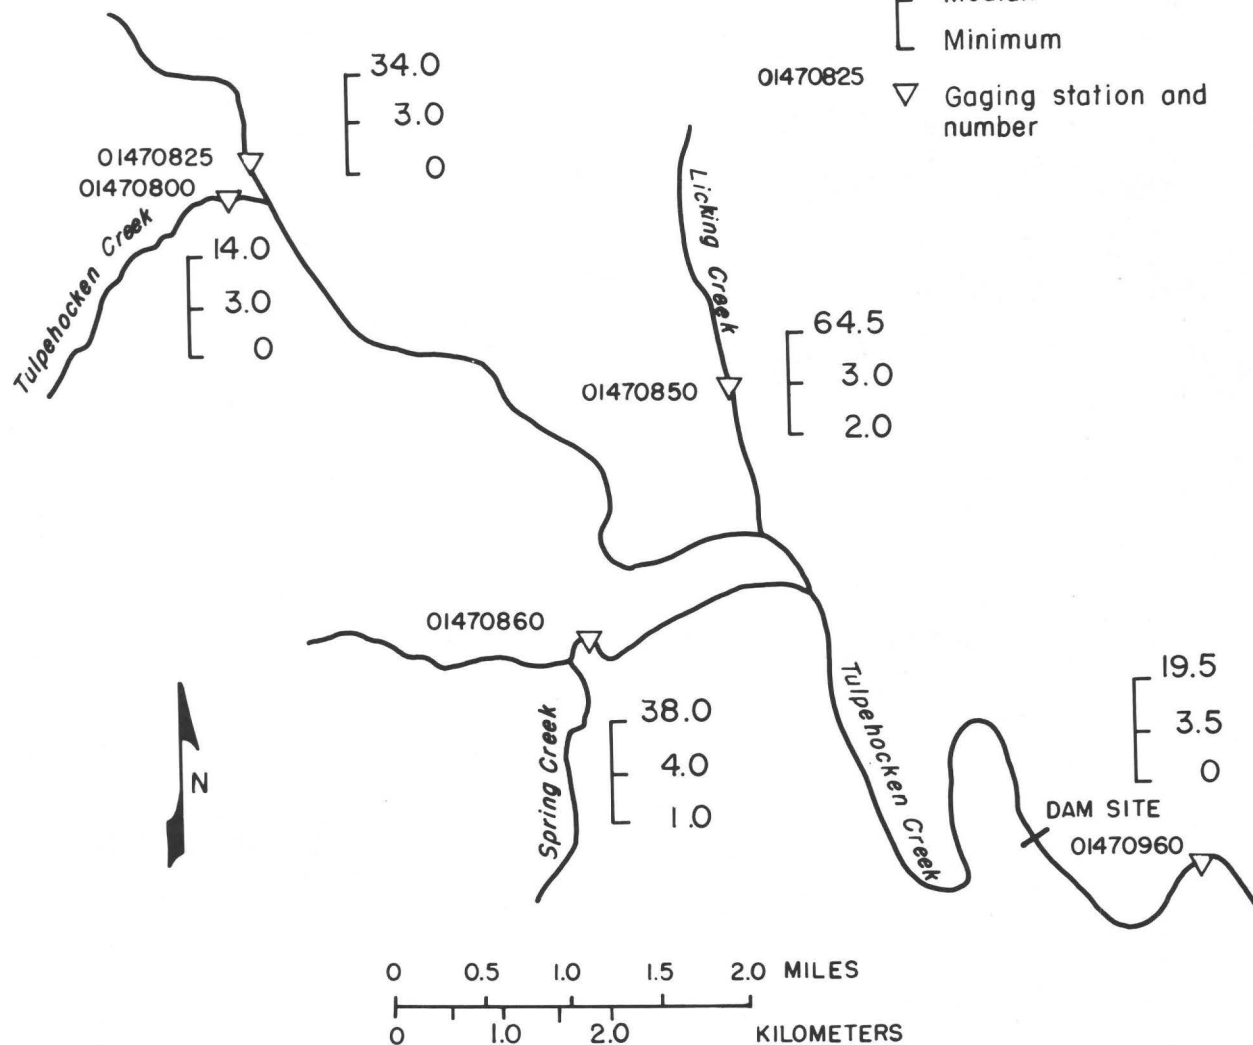 Minimum
01470825
Gaging station and
number
34.0
3.0
0
01470825
01470800
Tulpehocken Creek
14.0
3.0
0
Licking Creek
64.5
3.0
2.0
01470850
01470860
Spring Creek
38.0
4.0
1.0
Tulpehocken Creek
19.5
3.5
0
DAM SITE
01470960
N
0 0.5 1.0 1.5 2.0 MILES
0 1.0 2.0 KILOMETERS